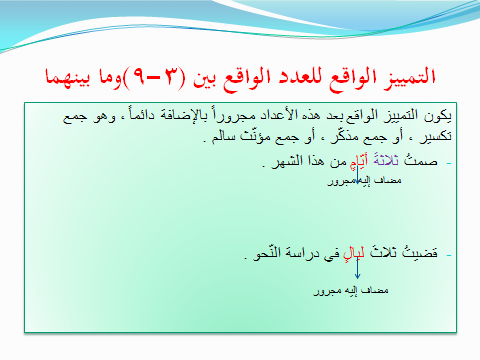 التمييز الواقع للعدد الواقع بين (٣-٩)وما بينهما
يكون التمييز الواقع بعد هذه الأعداد مجروراً بالإضافة دائماً ، وهو جمع
تكسير ، أو جمع مذكّر ، أو جمع مؤنّث سالم .
- صمتُ ثلاثةَ أيّامٍ من هذا الشهر .
مضاف إليه مجرور
- قضيتُ ثلاثَ ليالٍ في دراسة النّحو .
مضاف إليه مجرور